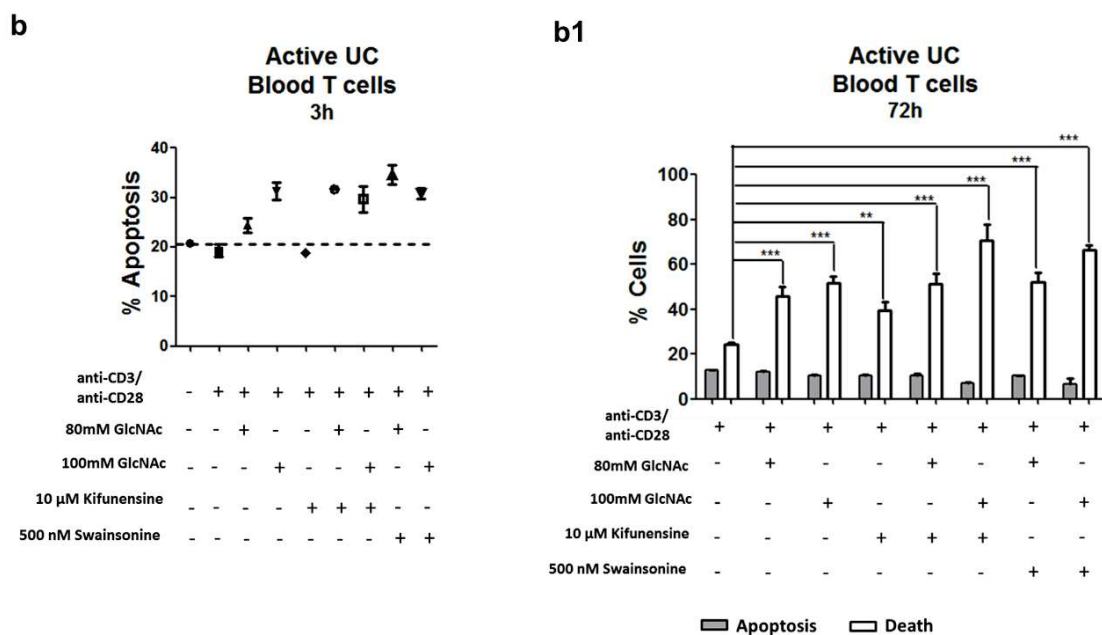 b
Active UC
Blood T cells
3h
% Apoptosis
40
30
20
10
0
anti-CD3/
anti-CD28
- + + + + + + + +
80mM GlcNAc
- - + - - + - + -
100mM GlcNAc
- - - + - - + - +
10 µM Kifunensine
- - - - + + + - -
500 nM Swainsonine
- - - - - - - + +
b1
Active UC
Blood T cells
72h
% Cells
100
80
60
40
20
0
***
***
***
***
**
***
***
anti-CD3/
anti-CD28
+ + + + + + + +
80mM GlcNAc
- + - - + - + -
100mM GlcNAc
- - + - - + - +
10 µM Kifunensine
- - - + + + - -
500 nM Swainsonine
- - - - - - + +
Apoptosis Death